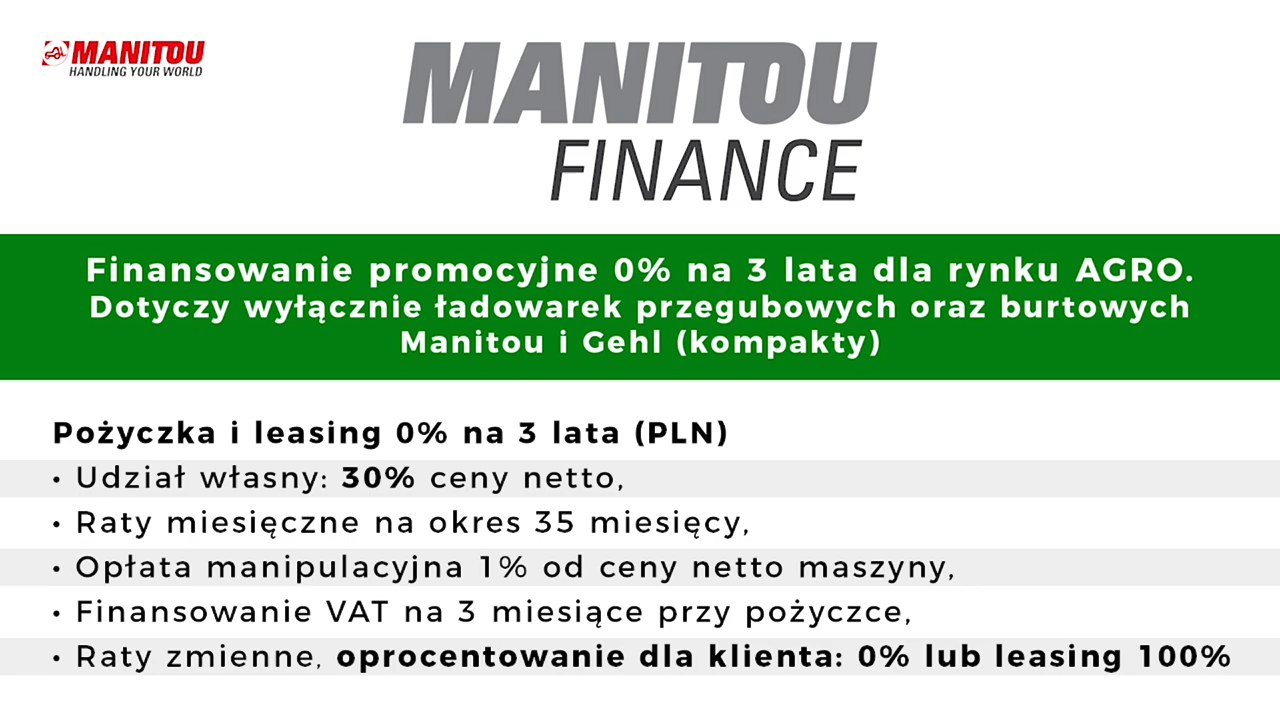 MANITOU
HANDLING YOUR WORLD
MANITOU
FINANCE
Finansowanie promocyjne 0% na 3 lata dla rynku AGRO.
Dotyczy wyłącznie ładowarek przegubowych oraz burtowych
Manitou i Gehl (kompakty)
Pożyczka i leasing 0% na 3 lata (PLN)
• Udział własny: 30% ceny netto,
• Raty miesięczne na okres 35 miesięcy,
• Opłata manipulacyjna 1% od ceny netto maszyny,
• Finansowanie VAT na 3 miesiące przy pożyczce,
• Raty zmienne, oprocentowanie dla klienta: 0% lub leasing 100%